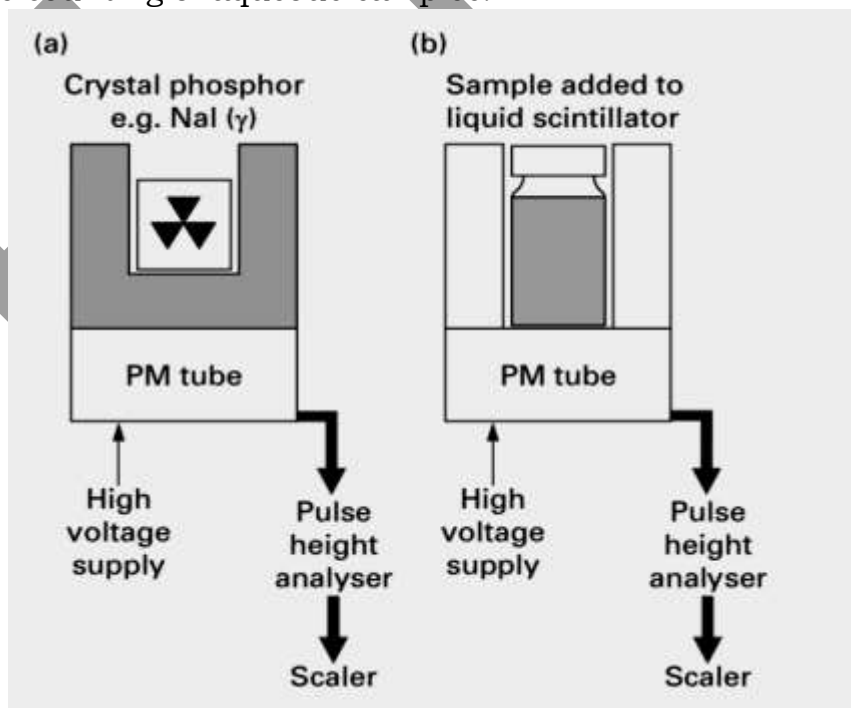 (a)
Crystal phosphor
e.g. NaI (γ)
PM tube
High
voltage
supply
Pulse
height
analyser
Scaler
(b)
Sample added to
liquid scintillator
PM tube
High
voltage
supply
Pulse
height
analyser
Scaler